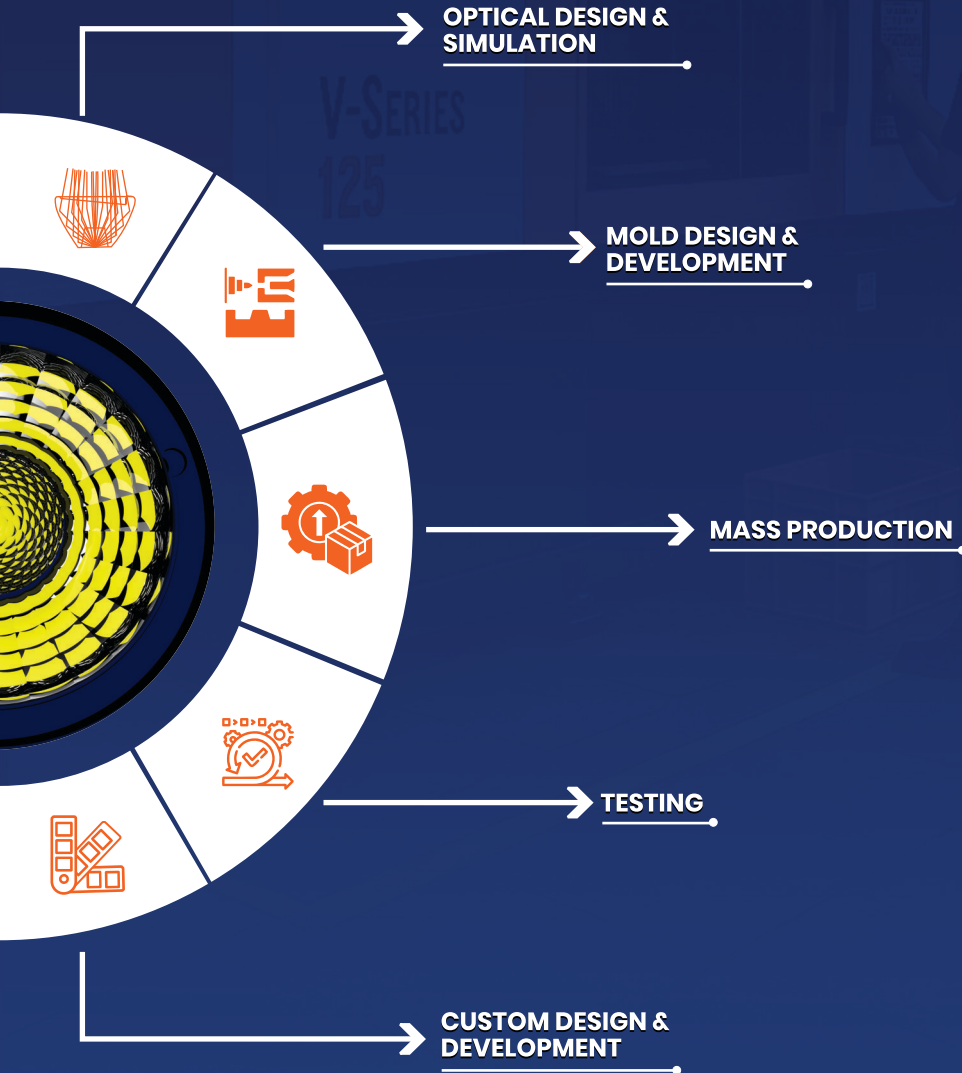 OPTICAL DESIGN &
SIMULATION
V-SERIES
125
MOLD DESIGN &
DEVELOPMENT
MASS PRODUCTION
TESTING
CUSTOM DESIGN &
DEVELOPMENT